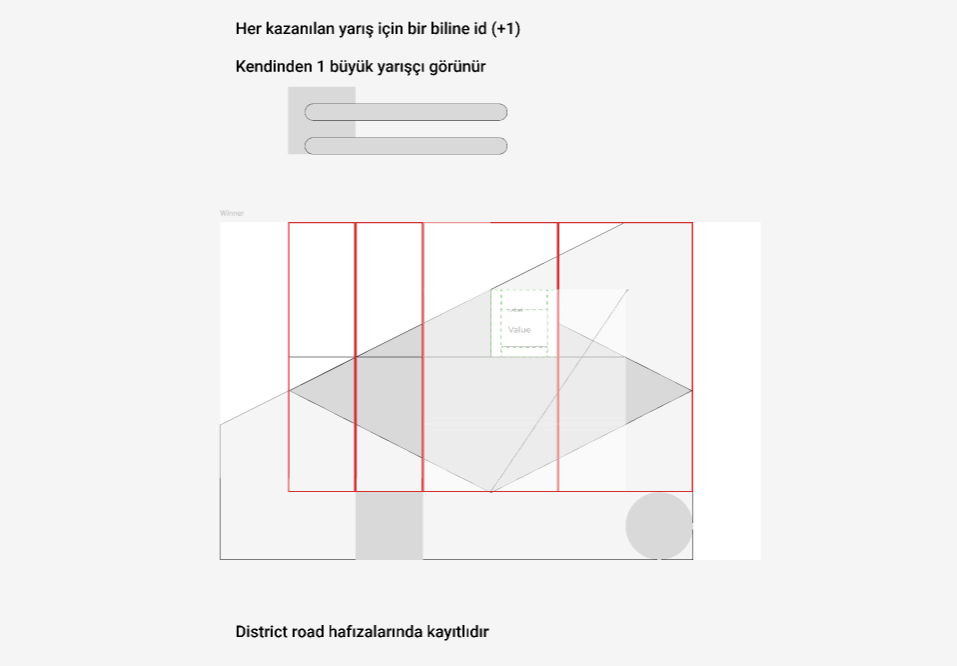 Her kazanılan yarış için bir biline id (+1)
Kendinden 1 büyük yarışçı görünür
Winner
Label
Value
District road hafızalarında kayıtlıdır